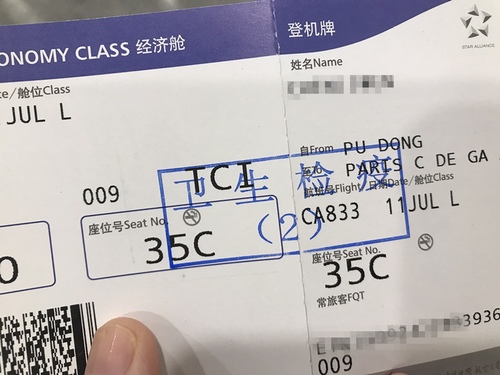 ONOMY CLASS 经济舱
te/舱位Class
JUL L
TCI
009
座位号Seat No.
35C
卫生检疫
(2)
登机牌
STAR ALLIANCE
姓名Name
自From PU DONG
至To PARIS C DE GA
航班号Flight 日期Date/舱位Class
CA833 11JUL L
座位号Seat No.
35C
常旅客FQT
3936
009